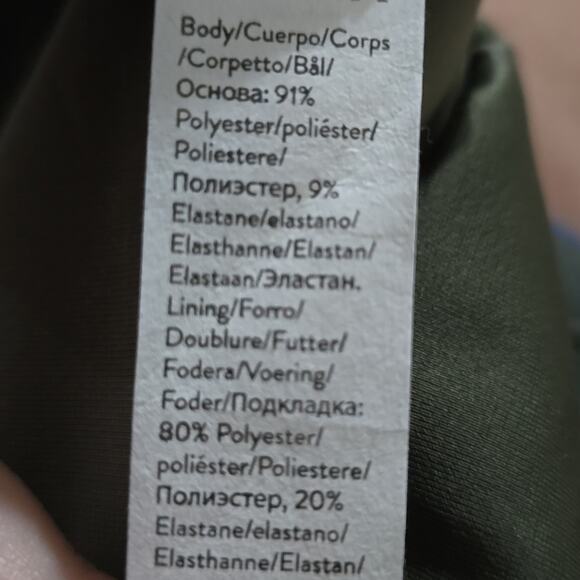 Body/Cuerpo/Corps
/Corpetto/Bål/
Основа: 91%
Polyester/poliéster/
Poliestere/
Полиэстер, 9%
Elastane/elastano/
Elasthanne/Elastan/
Elastaan/Эластан.
Lining/Forro/
Doublure/Futter/
Fodera/Voering/
Foder/Подкладка:
80% Polyester/
poliéster/Poliestere/
Полиэстер, 20%
Elastane/elastano/
Elasthanne/Elastan/